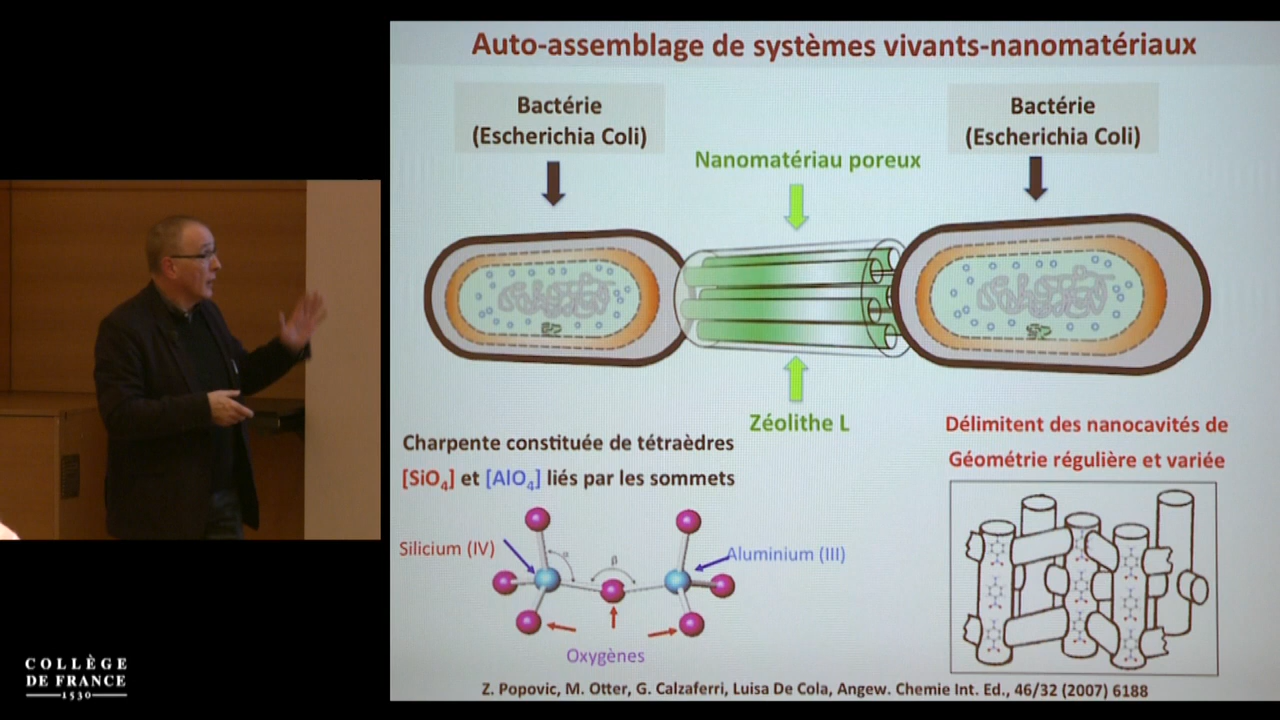 Auto-assemblage de systèmes vivants-nanomatériaux
Bactérie
(Escherichia Coli)
Bactérie
(Escherichia Coli)
Nanomatériau poreux
Zéolithe L
Charpente constituée de tétraèdres
[SiO₄] et [AlO₄] liés par les sommets
Délimitent des nanocavités de
Géométrie régulière et variée
Silicium (IV)
α
β
Aluminium (III)
Oxygènes
Z. Popovic, M. Otter, G. Calzaferri, Luisa De Cola, Angew. Chemie Int. Ed., 46/32 (2007) 6188
COLLÈGE
DE FRANCE
1530